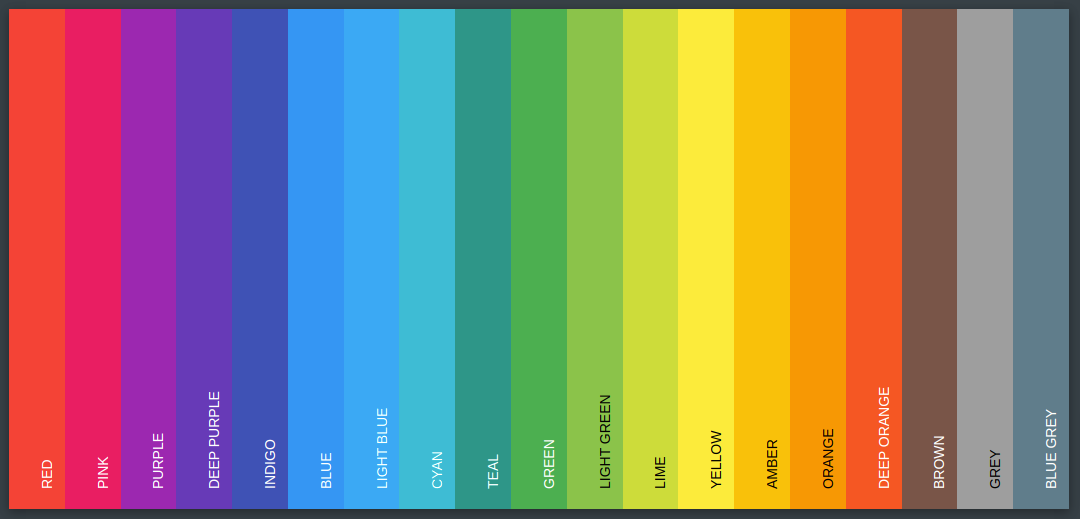 RED
PINK
PURPLE
DEEP PURPLE
INDIGO
BLUE
LIGHT BLUE
CYAN
TEAL
GREEN
LIGHT GREEN
LIME
YELLOW
AMBER
ORANGE
DEEP ORANGE
BROWN
GREY
BLUE GREY